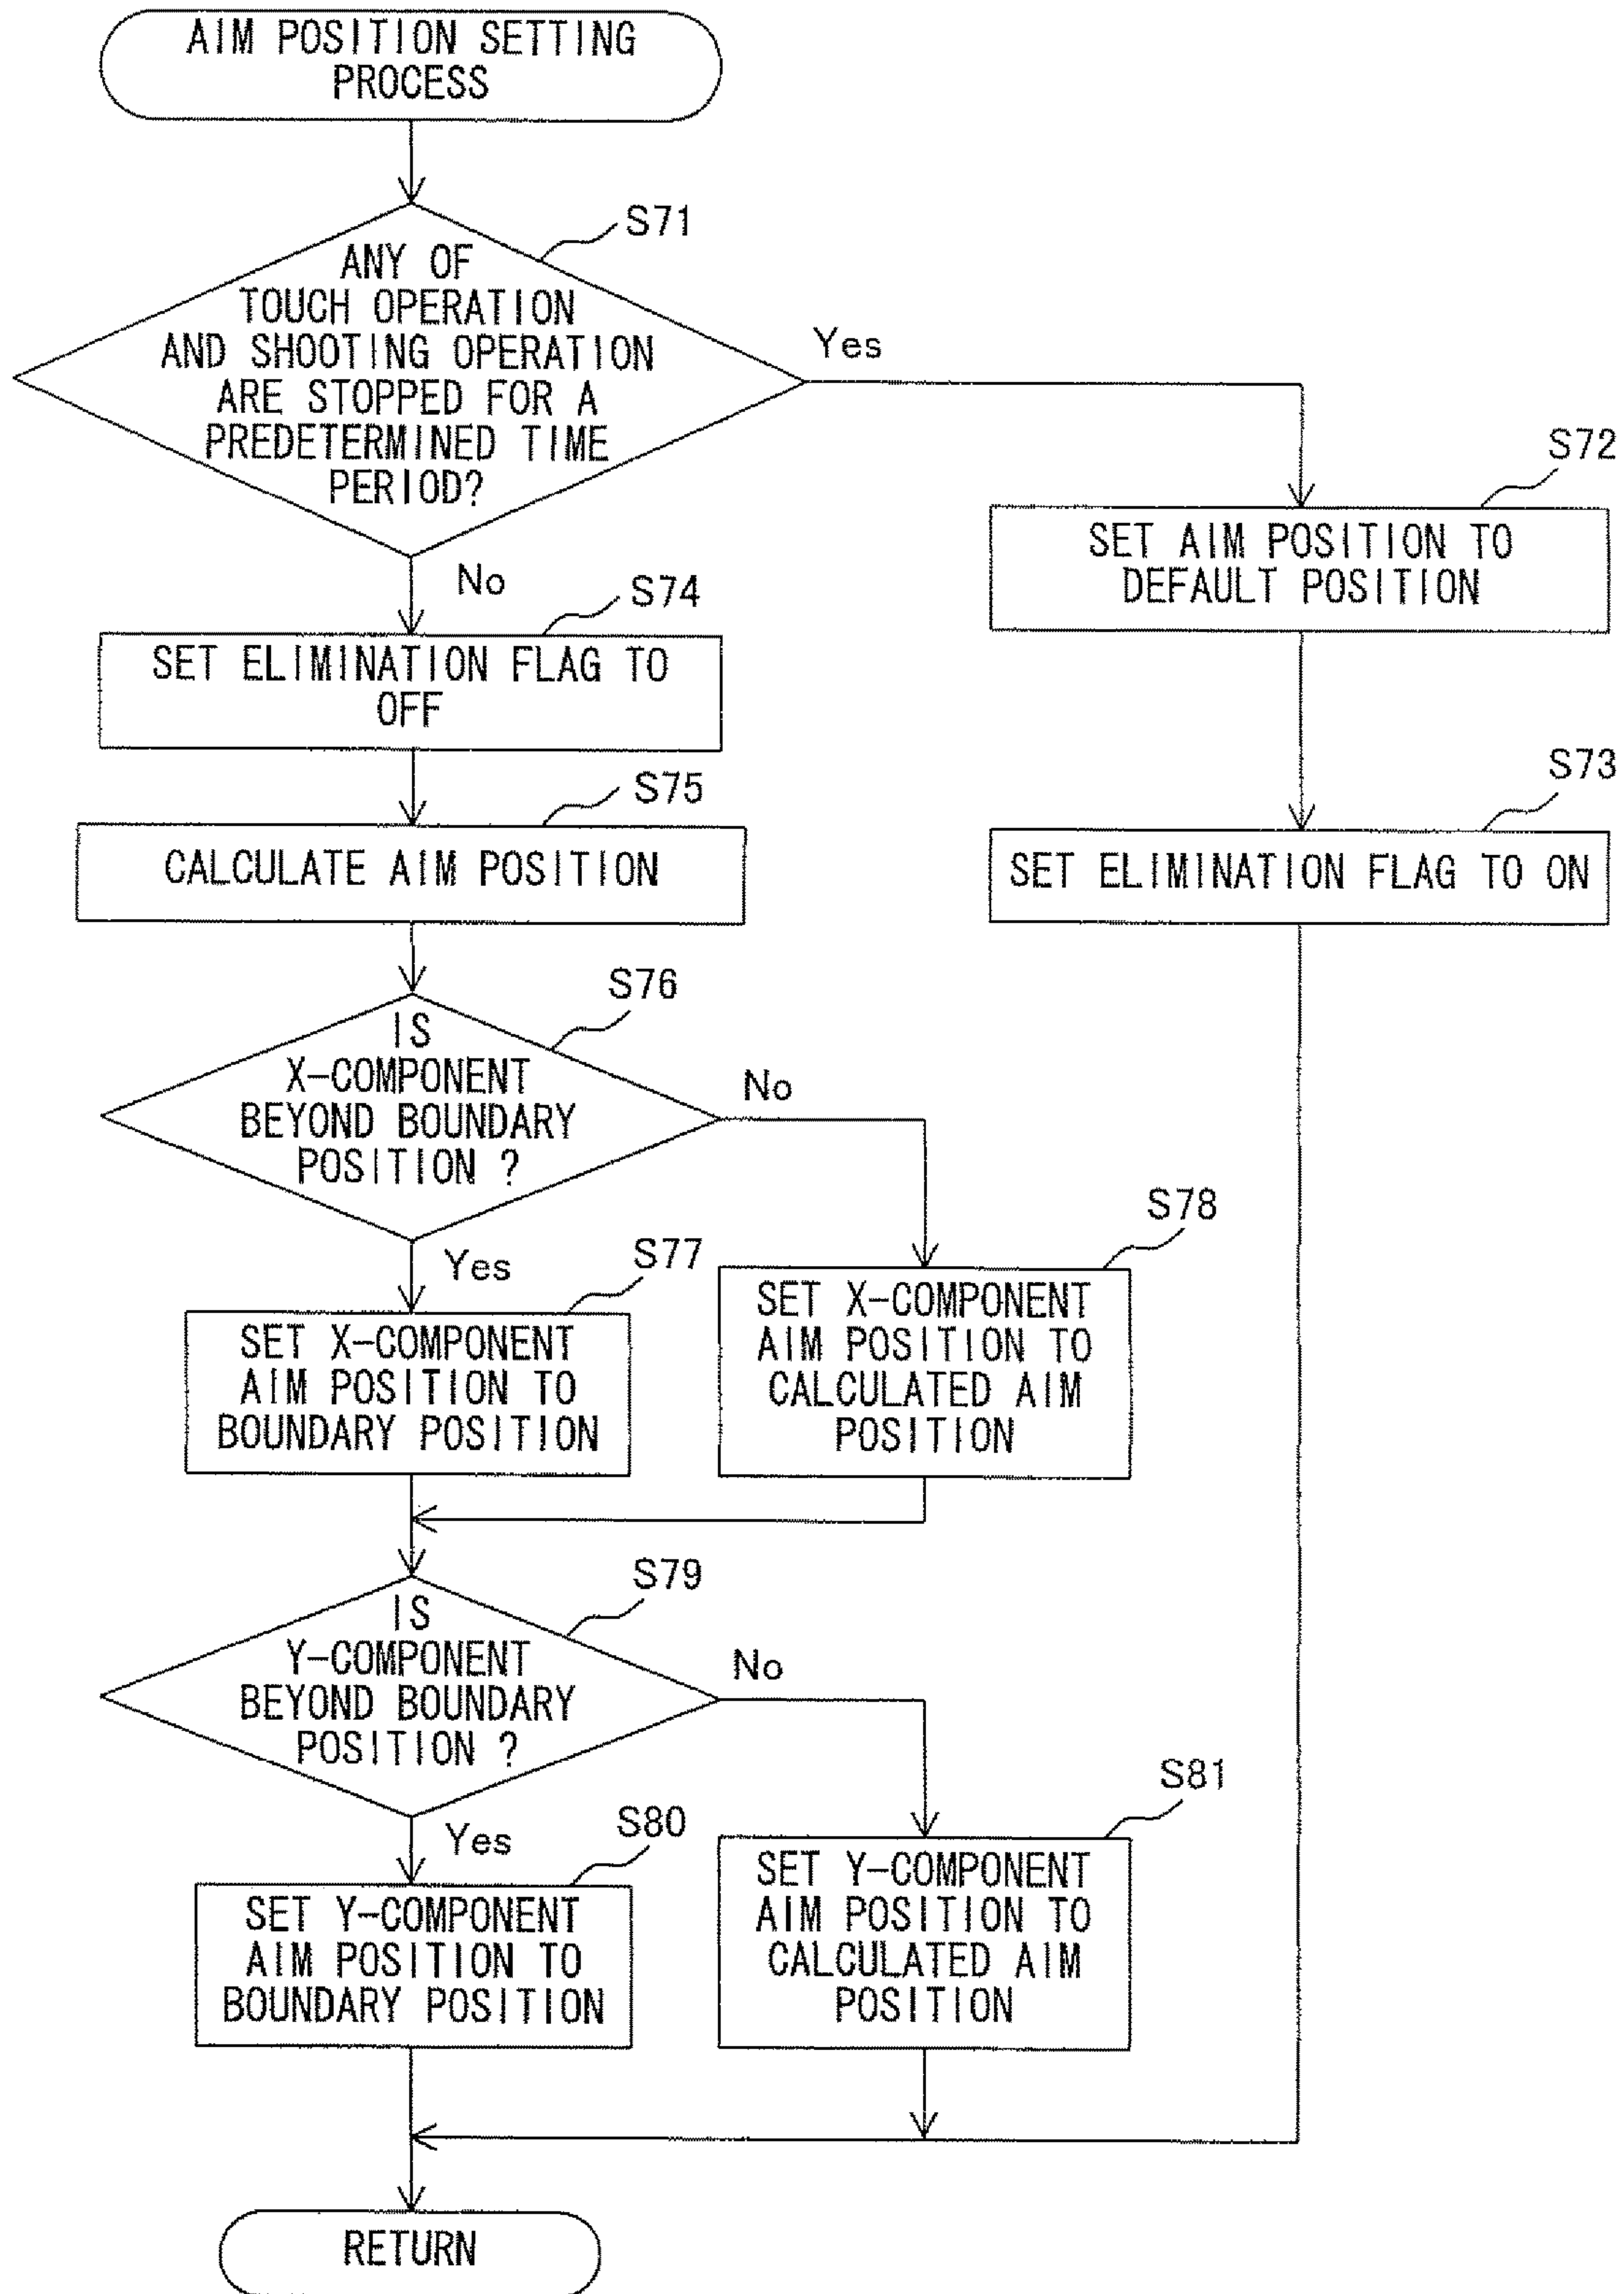 AIM POSITION SETTING
PROCESS
S71
ANY OF
TOUCH OPERATION
AND SHOOTING OPERATION
ARE STOPPED FOR A
PREDETERMINED TIME
PERIOD?
Yes
No
S72
SET AIM POSITION TO
DEFAULT POSITION
S73
SET ELIMINATION FLAG TO ON
S74
SET ELIMINATION FLAG TO
OFF
S75
CALCULATE AIM POSITION
S76
IS
X-COMPONENT
BEYOND BOUNDARY
POSITION ?
No
Yes
S77
SET X-COMPONENT
AIM POSITION TO
BOUNDARY POSITION
S78
SET X-COMPONENT
AIM POSITION TO
CALCULATED AIM
POSITION
S79
IS
Y-COMPONENT
BEYOND BOUNDARY
POSITION ?
No
Yes
S80
SET Y-COMPONENT
AIM POSITION TO
BOUNDARY POSITION
S81
SET Y-COMPONENT
AIM POSITION TO
CALCULATED AIM
POSITION
RETURN